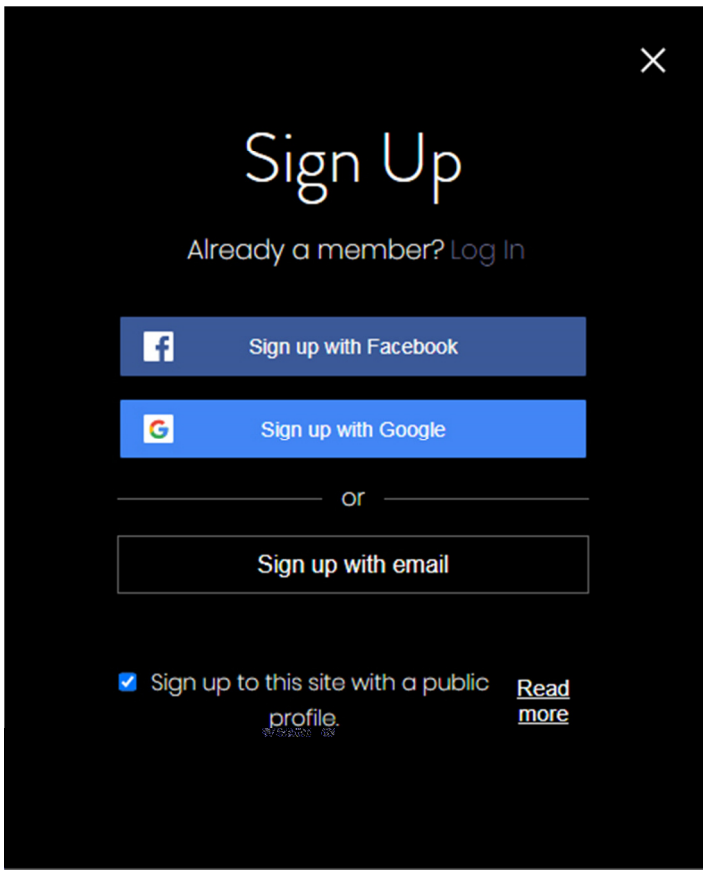 Sign Up
Already a member? Log In
Sign up with Facebook
Sign up with Google
or
Sign up with email
Sign up to this site with a public
profile.
Read
more